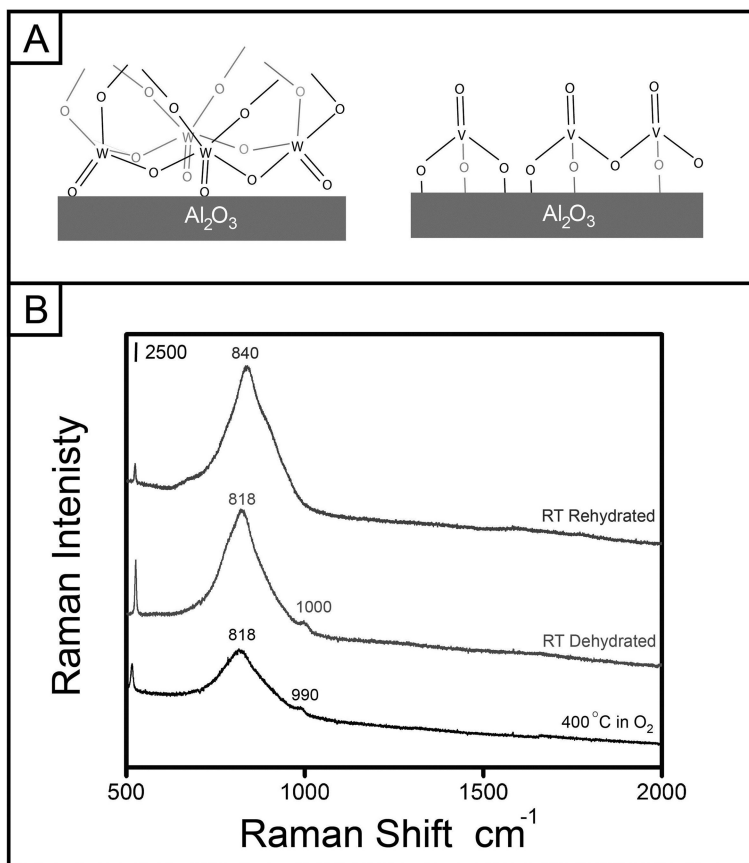 A
O O O O O O
W W W W
O O O O
O O O O
Al₂O₃
O O O
V V V
O O O O O O O
Al₂O₃
B
2500
840
818
1000
818
990
RT Rehydrated
RT Dehydrated
400°C in O₂
Raman Intenisty
500 1000 1500 2000
Raman Shift cm⁻¹